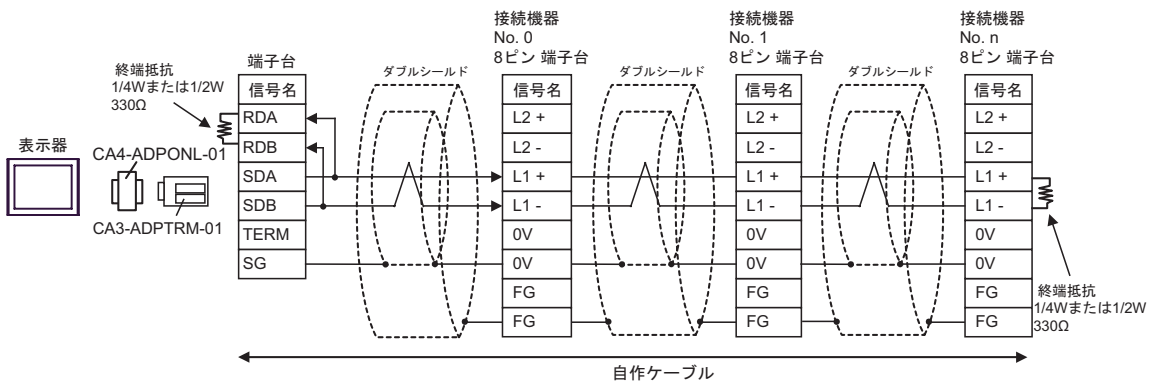 表示器
CA4-ADPONL-01
CA3-ADPTRM-01
終端抵抗
1/4Wまたは1/2W
330Ω
端子台
信号名
RDA
RDB
SDA
SDB
TERM
SG
ダブルシールド
接続機器
No. 0
8ピン 端子台
信号名
L2 +
L2 -
L1 +
L1 -
0V
0V
FG
FG
ダブルシールド
接続機器
No. 1
8ピン 端子台
信号名
L2 +
L2 -
L1 +
L1 -
0V
0V
FG
FG
ダブルシールド
接続機器
No. n
8ピン 端子台
信号名
L2 +
L2 -
L1 +
L1 -
0V
0V
FG
FG
終端抵抗
1/4Wまたは1/2W
330Ω
自作ケーブル